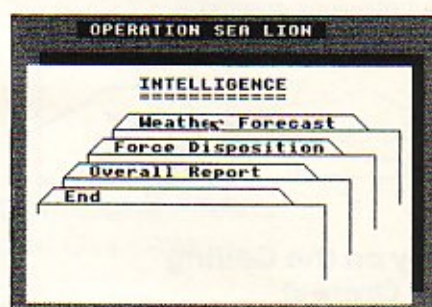 OPERATION SEA LION
INTELLIGENCE
Weather Forecast
Force Disposition
Overall Report
End